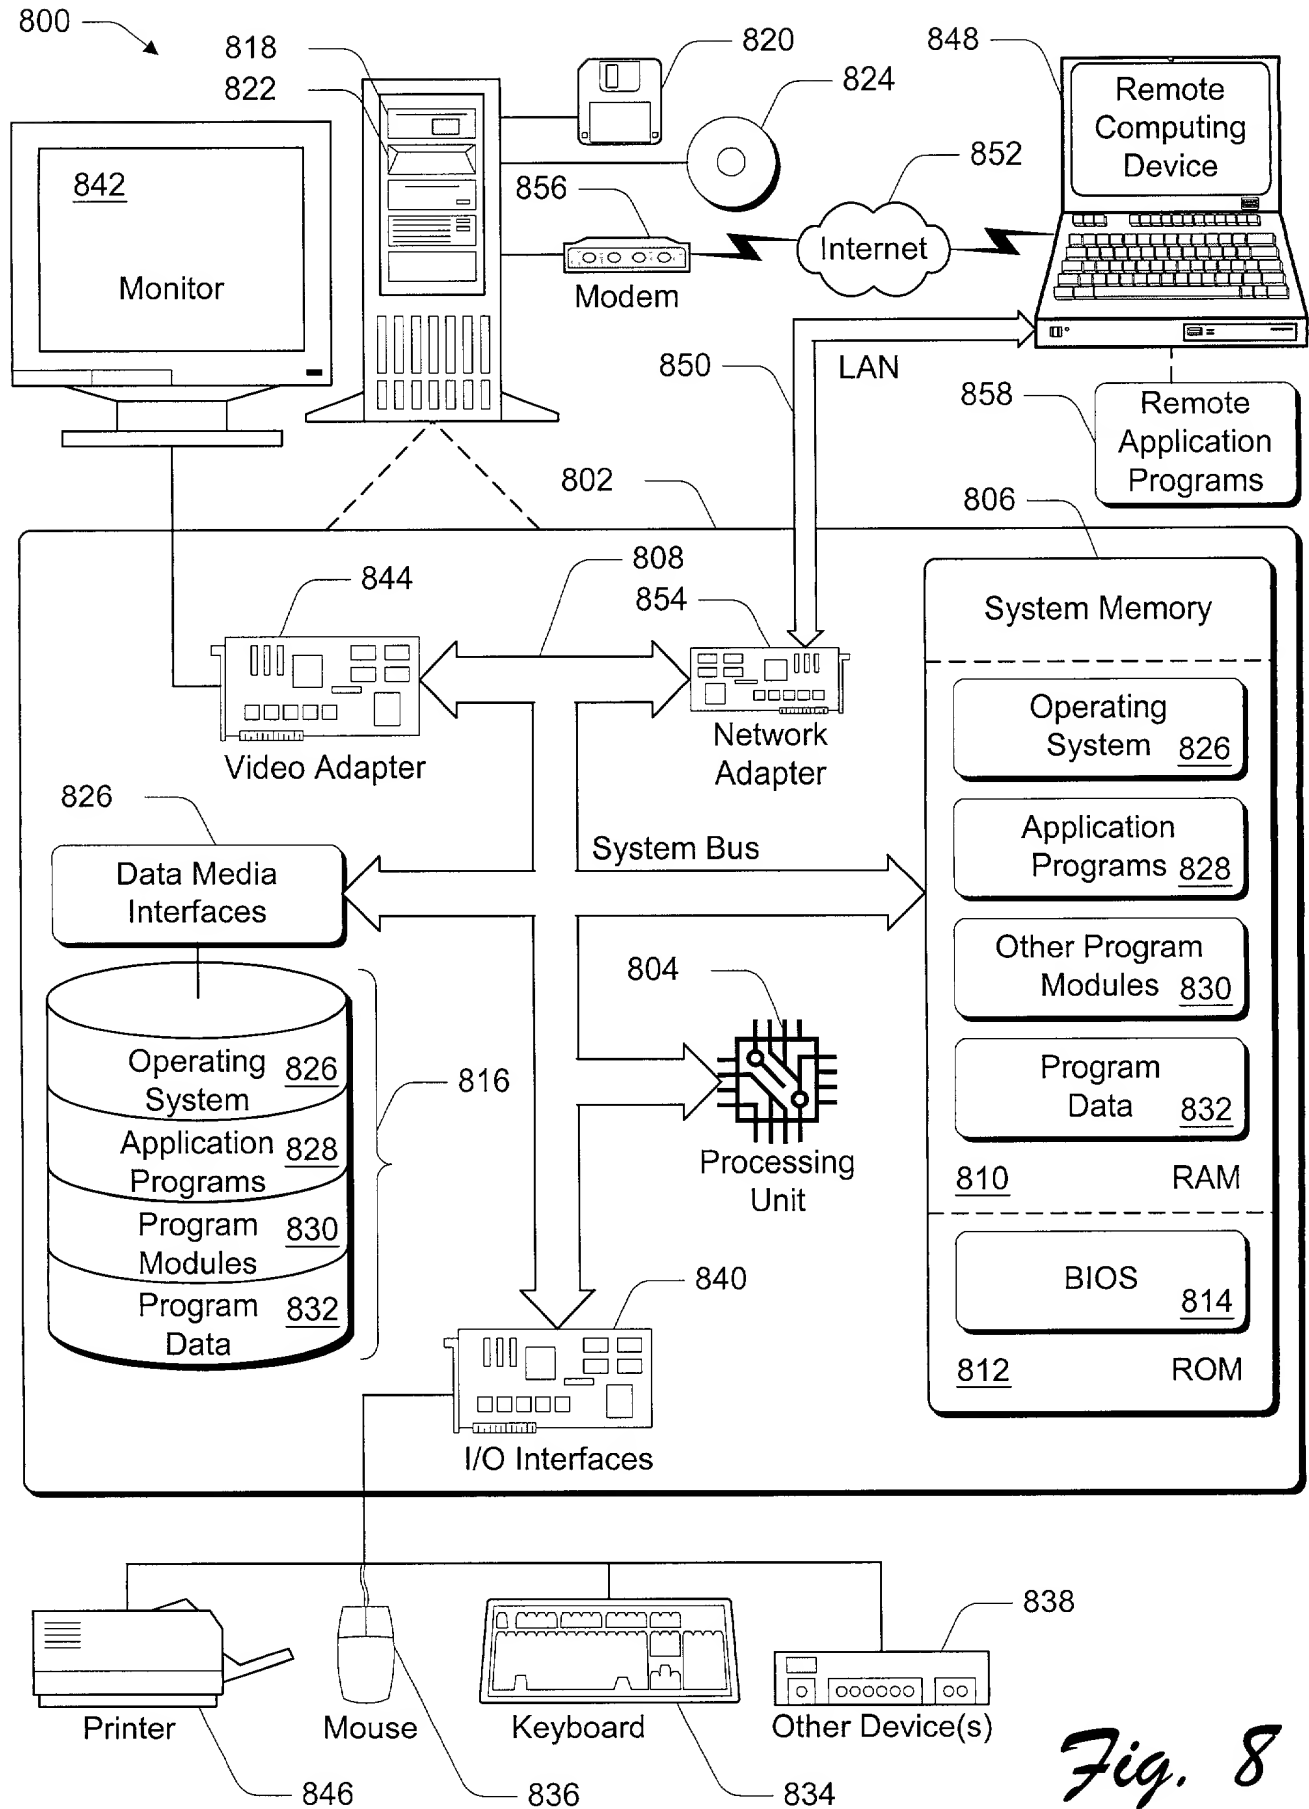 800
818
822
820
824
848
Remote
Computing
Device
842
Monitor
856
Modem
852
Internet
850
LAN
858
Remote
Application
Programs
802
806
808
844
854
Video Adapter
Network
Adapter
System Memory
Operating
System 826
Application
Programs 828
Other Program
Modules 830
Program
Data 832
810 RAM
BIOS
814
812 ROM
826
Data Media
Interfaces
System Bus
804
Processing
Unit
Operating
System 826
Application
Programs 828
Program
Modules 830
Program
Data 832
816
840
I/O Interfaces
838
Printer
Mouse
Keyboard
Other Device(s)
846
836
834
Fig. 8